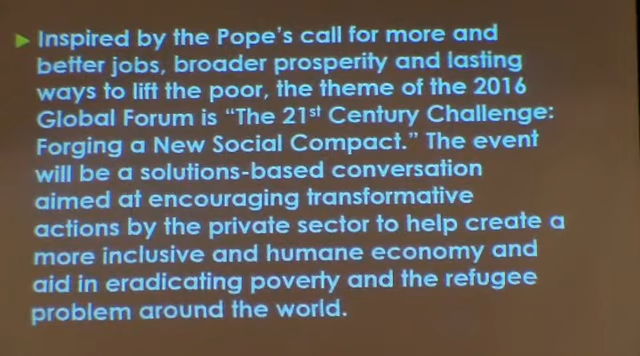 Inspired by the Pope's call for more and
better jobs, broader prosperity and lasting
ways to lift the poor, the theme of the 2016
Global Forum is “The 21st Century Challenge:
Forging a New Social Compact.” The event
will be a solutions-based conversation
aimed at encouraging transformative
actions by the private sector to help create a
more inclusive and humane economy and
aid in eradicating poverty and the refugee
problem around the world.